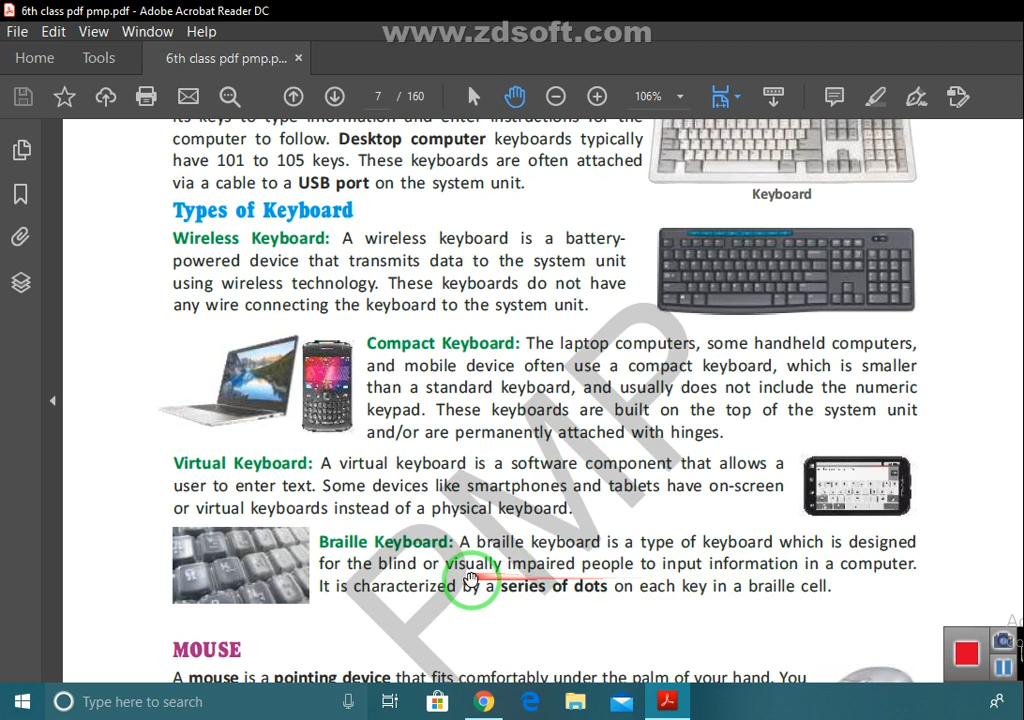 6th class pdf pmp.pdf - Adobe Acrobat Reader DC
File Edit View Window Help
www.zdsoft.com
Home Tools 6th class pdf pmp.p... ×
7 / 160 106%
its keys to type information and enter instructions for the
computer to follow. Desktop computer keyboards typically
have 101 to 105 keys. These keyboards are often attached
via a cable to a USB port on the system unit.
Keyboard
Types of Keyboard
Wireless Keyboard: A wireless keyboard is a battery-
powered device that transmits data to the system unit
using wireless technology. These keyboards do not have
any wire connecting the keyboard to the system unit.
Compact Keyboard: The laptop computers, some handheld computers,
and mobile device often use a compact keyboard, which is smaller
than a standard keyboard, and usually does not include the numeric
keypad. These keyboards are built on the top of the system unit
and/or are permanently attached with hinges.
Virtual Keyboard: A virtual keyboard is a software component that allows a
user to enter text. Some devices like smartphones and tablets have on-screen
or virtual keyboards instead of a physical keyboard.
Braille Keyboard: A braille keyboard is a type of keyboard which is designed
for the blind or visually impaired people to input information in a computer.
It is characterized by a series of dots on each key in a braille cell.
PMP
MOUSE
A mouse is a pointing device that fits comfortably under the palm of your hand. You
Type here to search